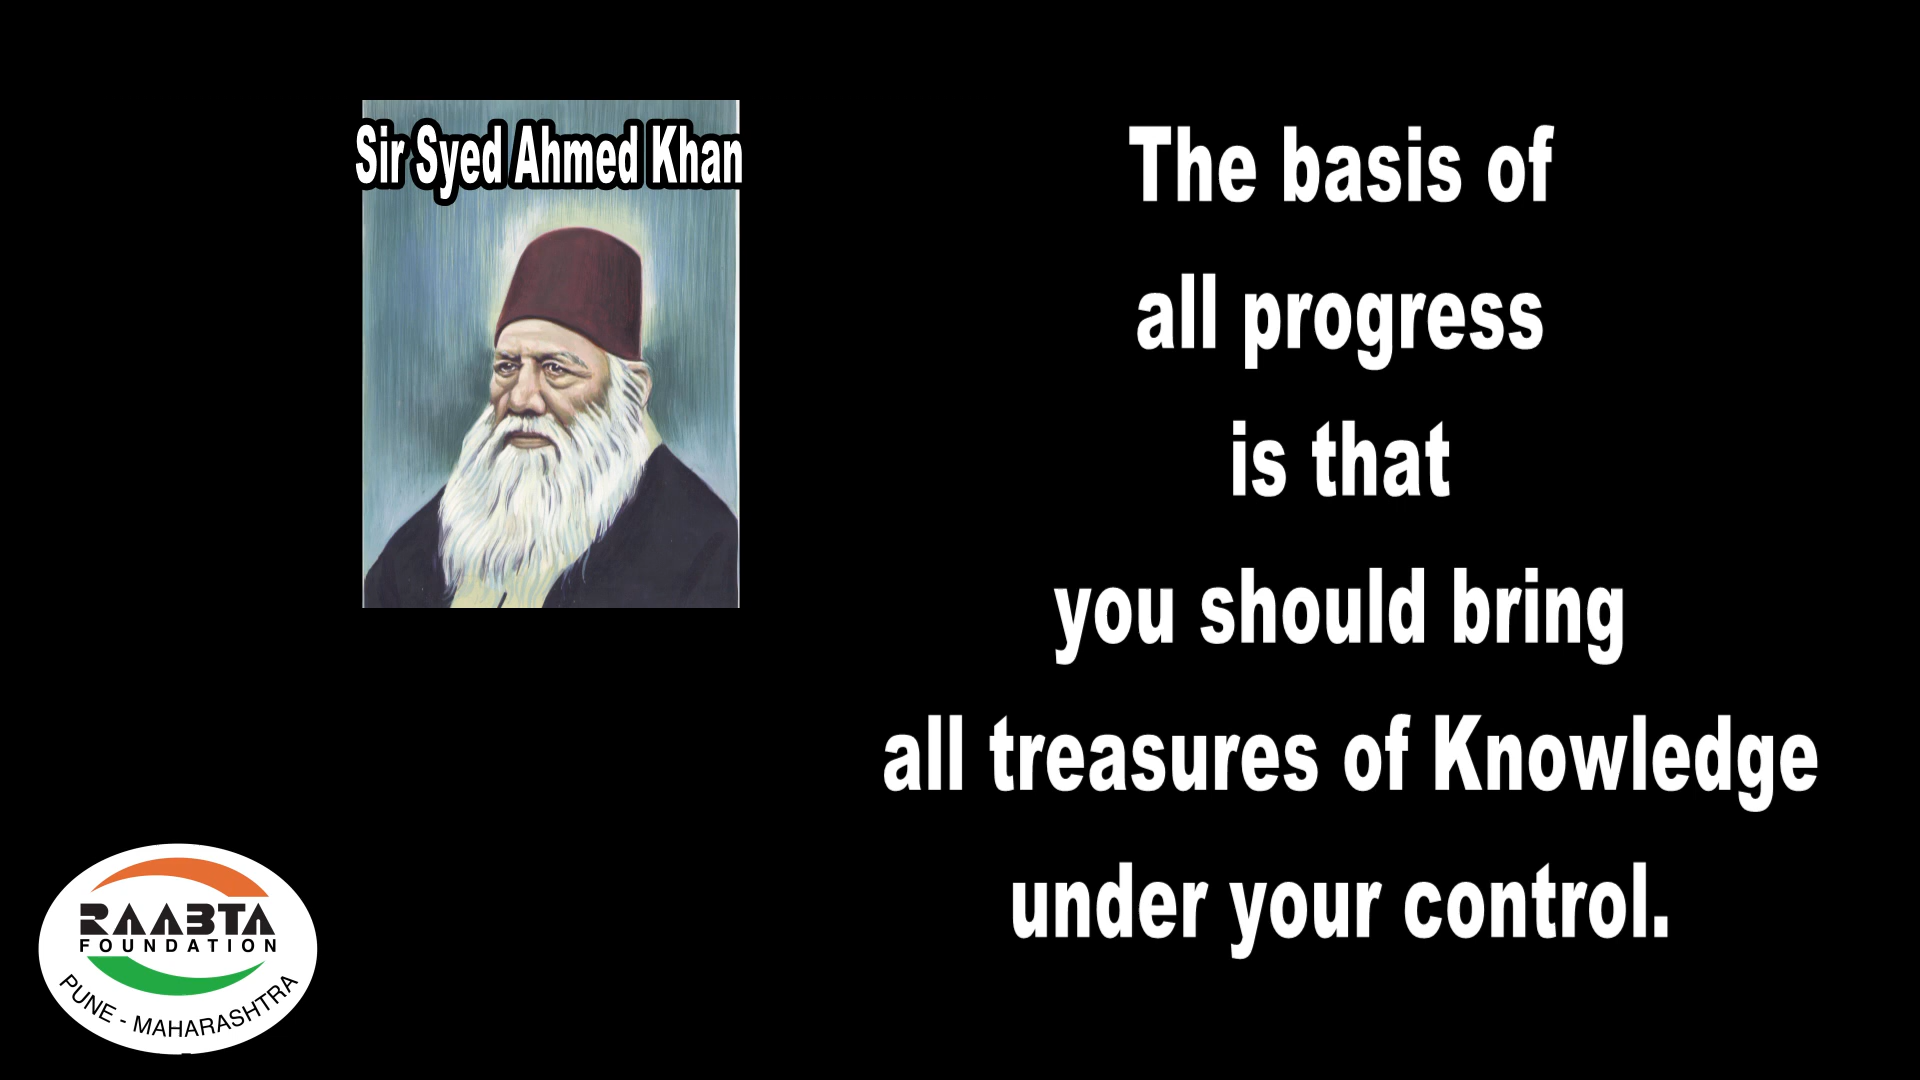 Sir Syed Ahmed Khan
The basis of
all progress
is that
you should bring
all treasures of Knowledge
under your control.
RAABTA
FOUNDATION
PUNE - MAHARASHTRA